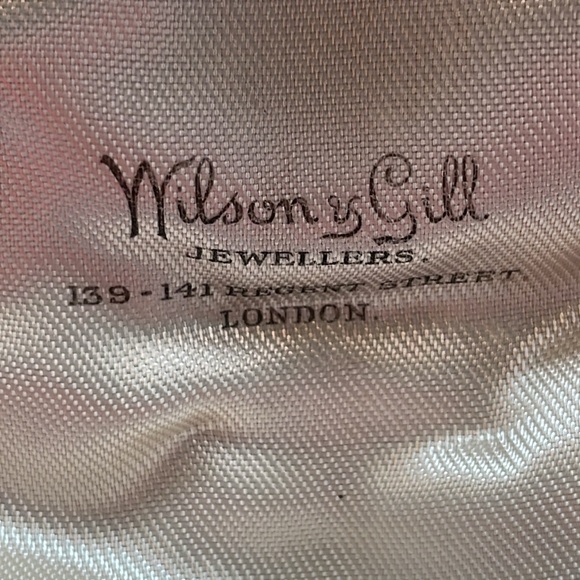 Wilson & Gill
JEWELLERS.
139-141 REGENT STREET
LONDON.